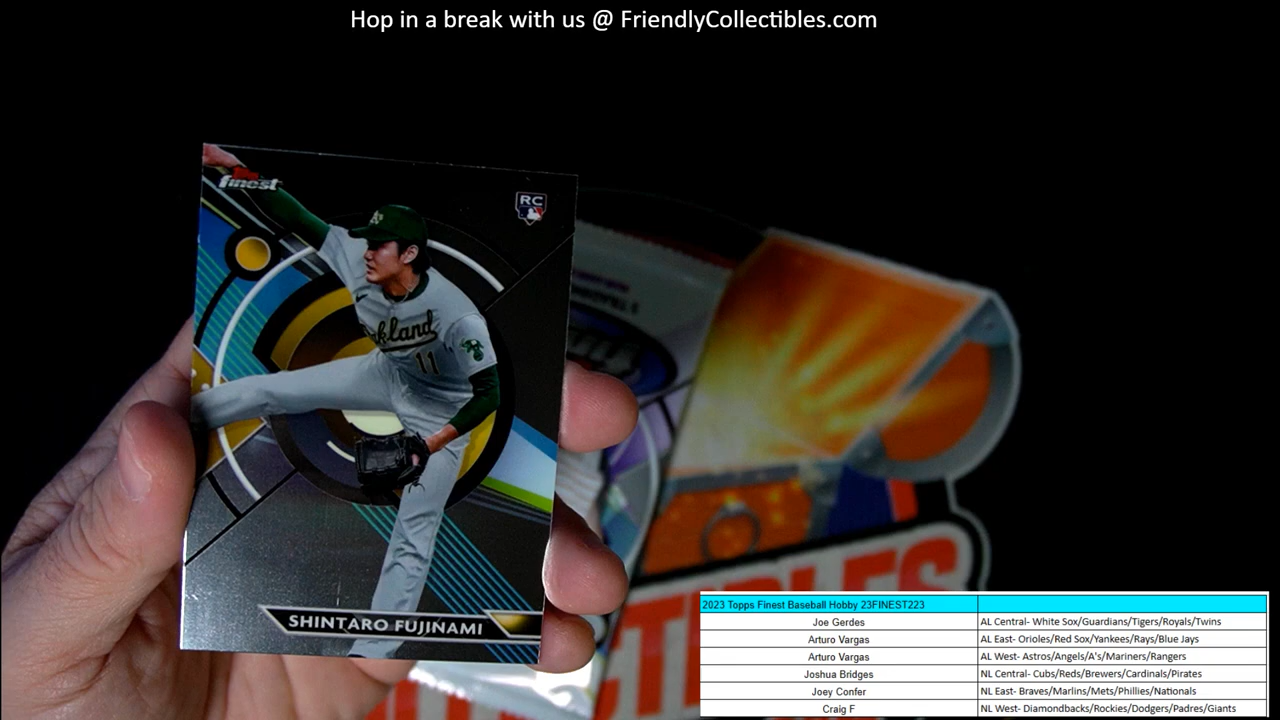 Hop in a break with us @ FriendlyCollectibles.com
finest
RC
A's
Oakland
11
SHINTARO FUJINAMI
2023 Topps Finest Baseball Hobby 23FINEST223
Joe Gerdes AL Central- White Sox/Guardians/Tigers/Royals/Twins
Arturo Vargas AL East- Orioles/Red Sox/Yankees/Rays/Blue Jays
Arturo Vargas AL West- Astros/Angels/A's/Mariners/Rangers
Joshua Bridges NL Central- Cubs/Reds/Brewers/Cardinals/Pirates
Joey Confer NL East- Braves/Marlins/Mets/Phillies/Nationals
Craig F NL West- Diamondbacks/Rockies/Dodgers/Padres/Giants